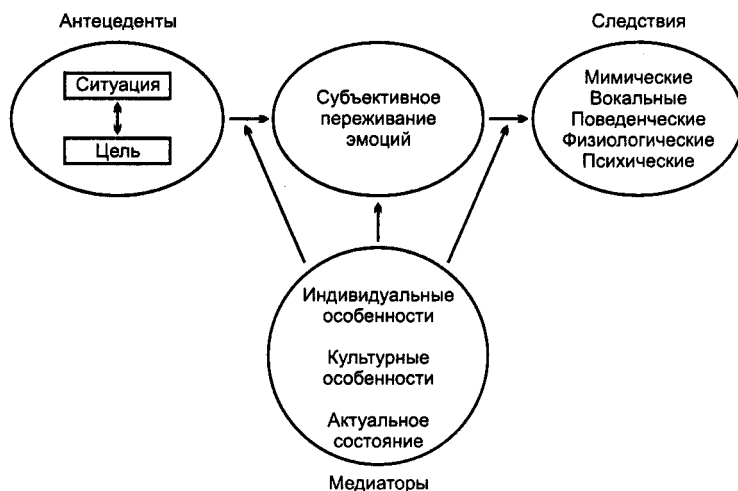 Антецеденты
Ситуация
Цель
Субъективное
переживание
эмоций
Следствия
Мимические
Вокальные
Поведенческие
Физиологические
Психические
Индивидуальные
особенности
Культурные
особенности
Актуальное
состояние
Медиаторы